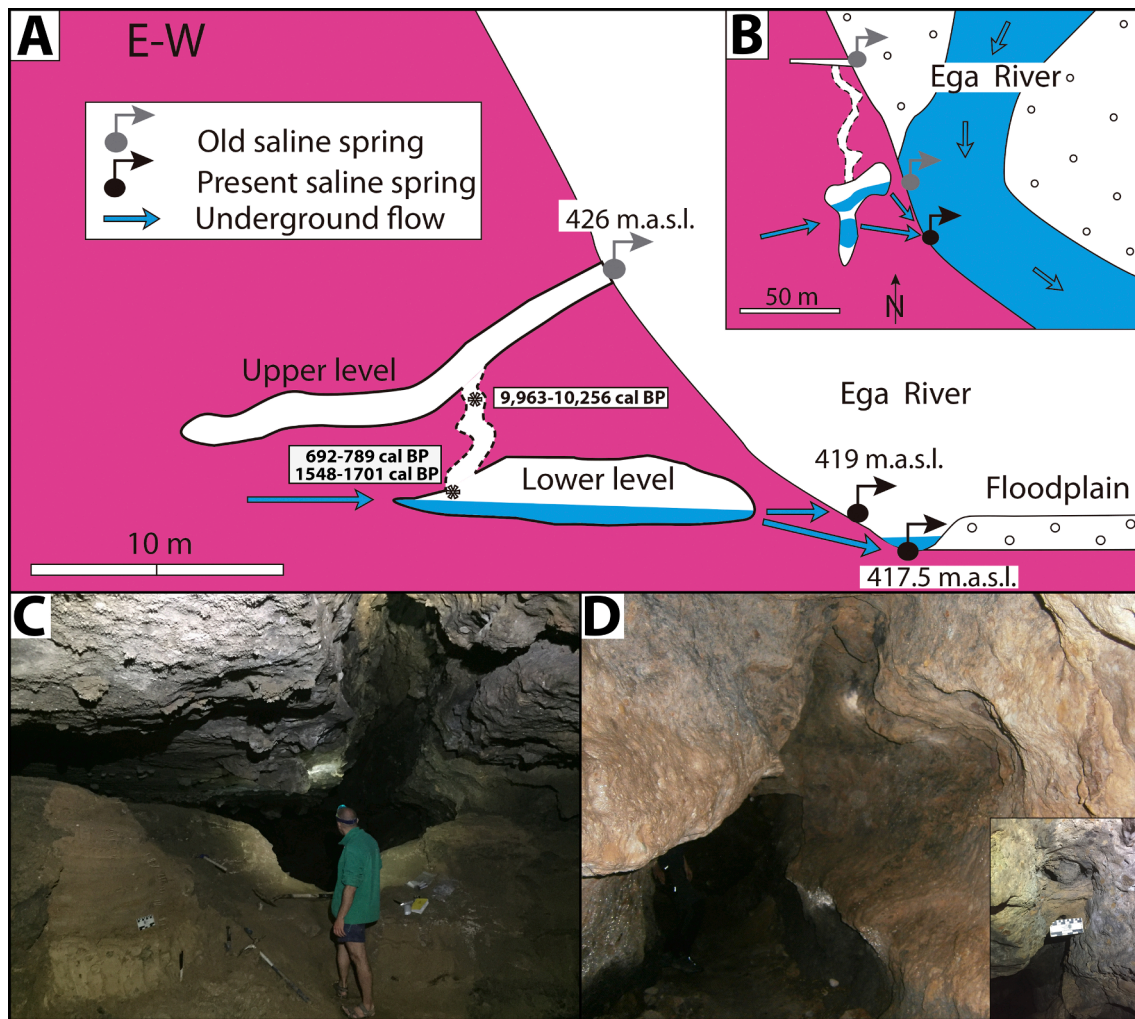 A
E-W
Old saline spring
Present saline spring
Underground flow
426 m.a.s.l.
Upper level
9,963-10,256 cal BP
692-789 cal BP
1548-1701 cal BP
Lower level
Ega River
419 m.a.s.l.
Floodplain
417.5 m.a.s.l.
10 m
B
Ega River
50 m
N
C
D